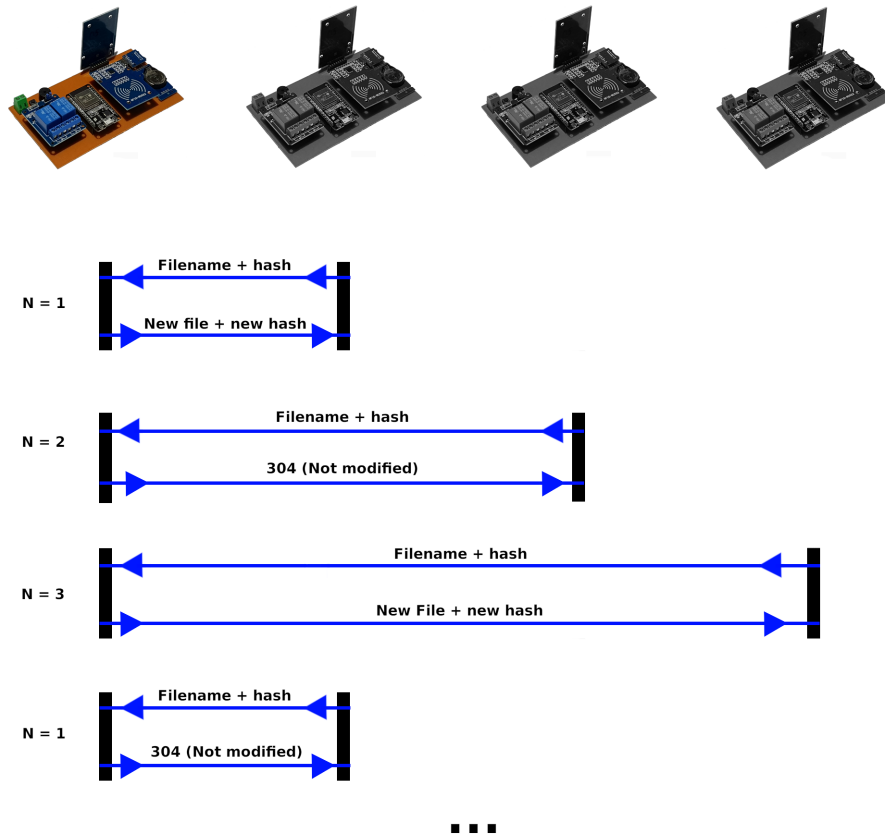 Filename + hash
N = 1
New file + new hash
Filename + hash
N = 2
304 (Not modified)
Filename + hash
N = 3
New File + new hash
Filename + hash
N = 1
304 (Not modified)
...